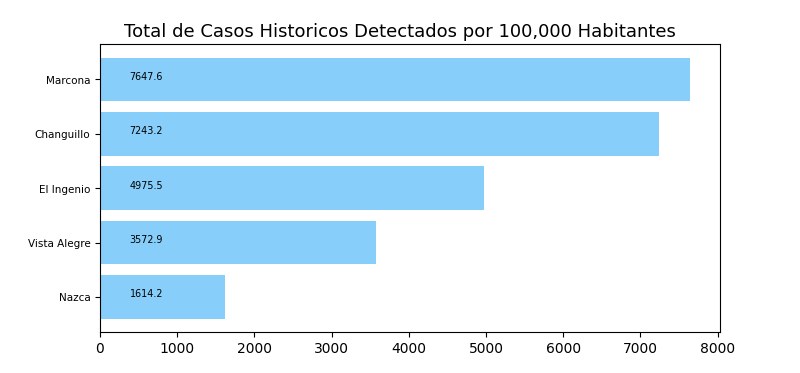 Total de Casos Historicos Detectados por 100,000 Habitantes
Marcona 7647.6
Changuillo 7243.2
El Ingenio 4975.5
Vista Alegre 3572.9
Nazca 1614.2
0 1000 2000 3000 4000 5000 6000 7000 8000